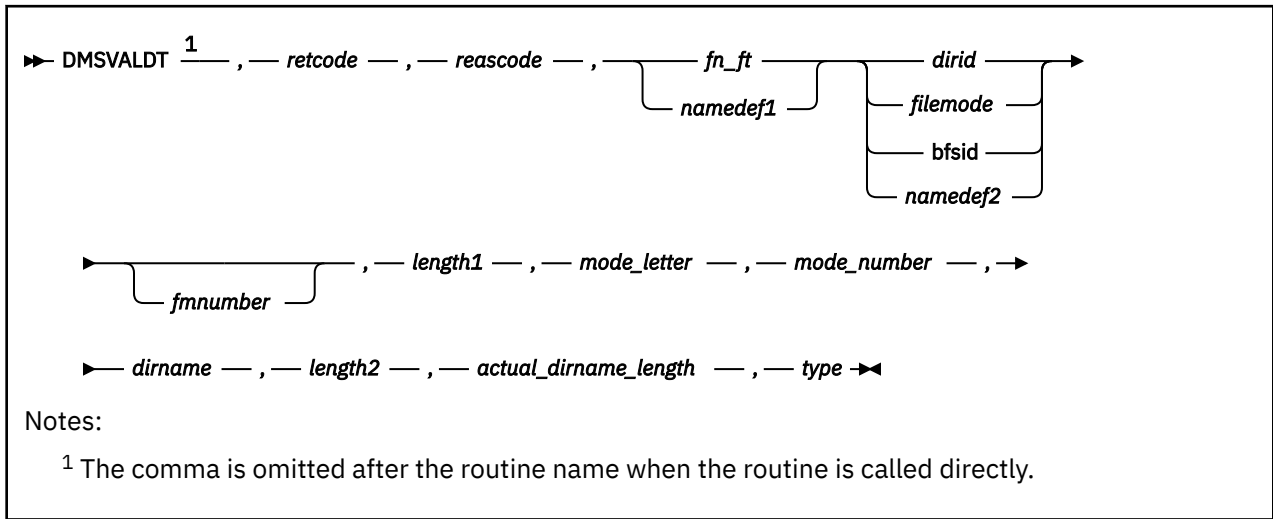 DMSVALDT 1 , retcode , reascode , fn_ft dirid
namedef1 filemode
bfsid
namedef2
, length1 , mode_letter , mode_number ,
fmnumber
dirname , length2 , actual_dirname_length , type
Notes:
1 The comma is omitted after the routine name when the routine is called directly.